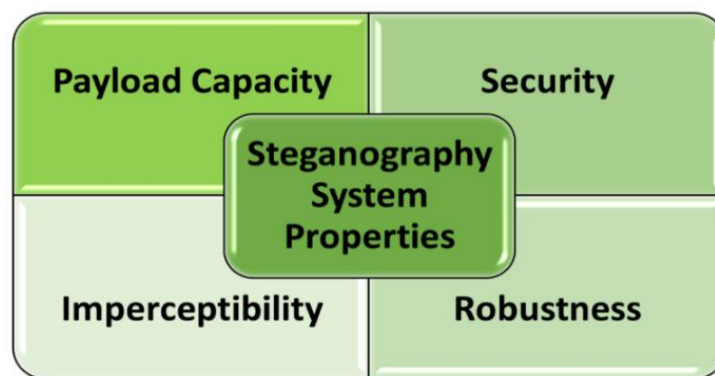 Payload Capacity
Security
Steganography
System
Properties
Imperceptibility
Robustness